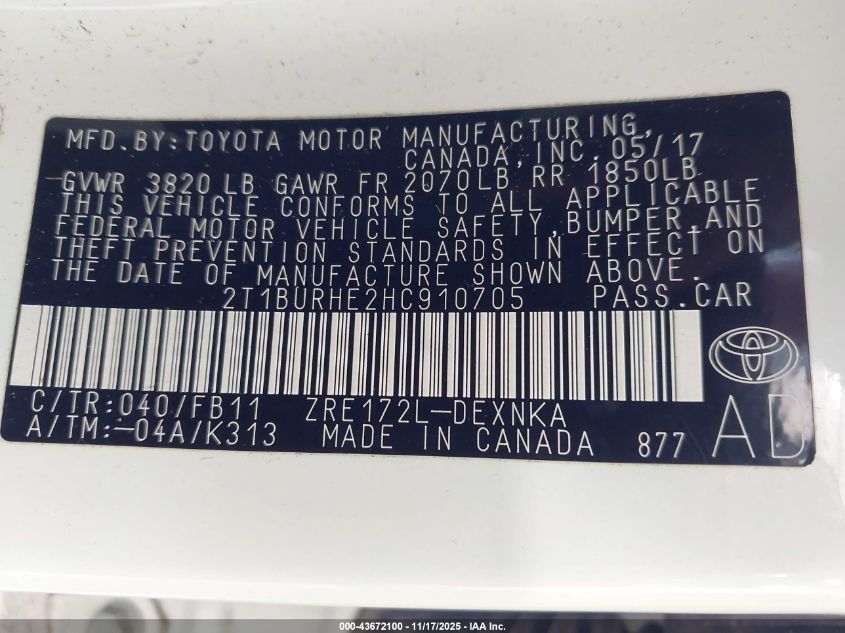 MFD.BY:TOYOTA MOTOR MANUFACTURING,
CANADA,INC.05/17
GVWR 3820 LB GAWR FR 2070LB RR 1850LB
THIS VEHICLE CONFORMS TO ALL APPLICABLE
FEDERAL MOTOR VEHICLE SAFETY,BUMPER,AND
THEFT PREVENTION STANDARDS IN EFFECT ON
THE DATE OF MANUFACTURE SHOWN ABOVE.
2T1BURHE2HC910705 PASS.CAR
C/TR:040/FB11 ZRE172L-DEXNKA
A/TM:-04A/K313 MADE IN CANADA 877 AD
000-43672100 - 11/17/2025 - IAA Inc.